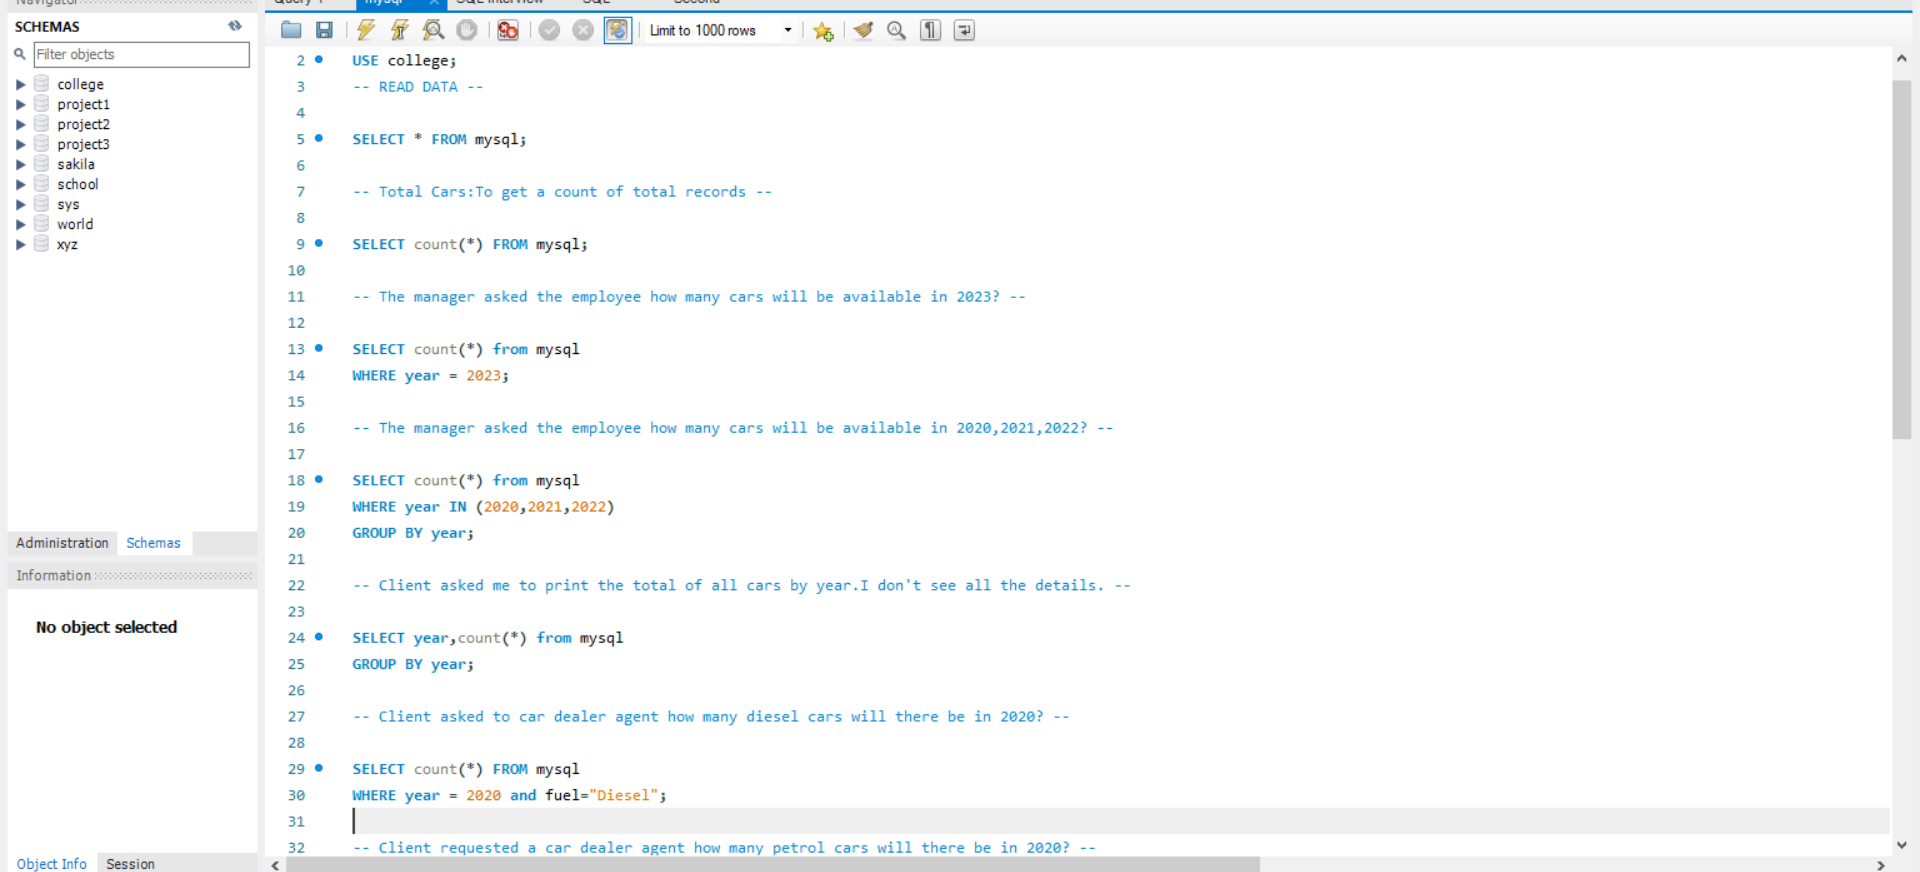 Navigator
SCHEMAS
Filter objects
college
project1
project2
project3
sakila
school
sys
world
xyz
Administration Schemas
Information
No object selected
Object Info Session
Query 1 mysql SQL Interview SQL Second
Limit to 1000 rows
2 USE college;
3 -- READ DATA --
4
5 SELECT * FROM mysql;
6
7 -- Total Cars:To get a count of total records --
8
9 SELECT count(*) FROM mysql;
10
11 -- The manager asked the employee how many cars will be available in 2023? --
12
13 SELECT count(*) from mysql
14 WHERE year = 2023;
15
16 -- The manager asked the employee how many cars will be available in 2020,2021,2022? --
17
18 SELECT count(*) from mysql
19 WHERE year IN (2020,2021,2022)
20 GROUP BY year;
21
22 -- Client asked me to print the total of all cars by year.I don't see all the details. --
23
24 SELECT year,count(*) from mysql
25 GROUP BY year;
26
27 -- Client asked to car dealer agent how many diesel cars will there be in 2020? --
28
29 SELECT count(*) FROM mysql
30 WHERE year = 2020 and fuel="Diesel";
31
32 -- Client requested a car dealer agent how many petrol cars will there be in 2020? --